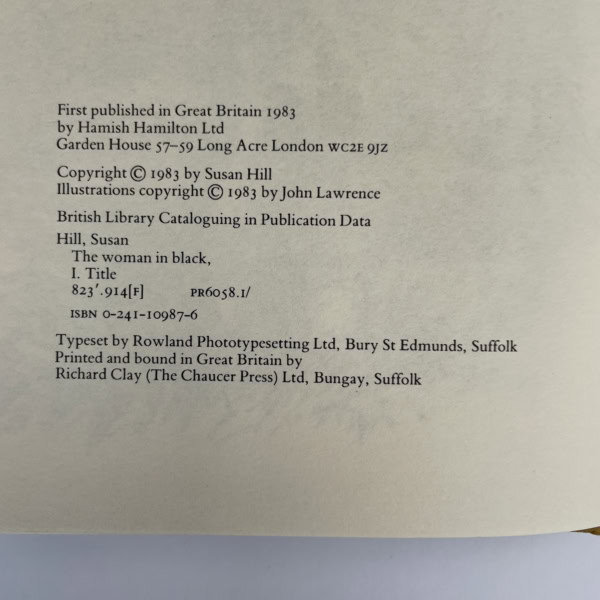 First published in Great Britain 1983
by Hamish Hamilton Ltd
Garden House 57–59 Long Acre London WC2E 9JZ
Copyright © 1983 by Susan Hill
Illustrations copyright © 1983 by John Lawrence
British Library Cataloguing in Publication Data
Hill, Susan
The woman in black,
I. Title
823′.914[F] PR6058.1/
ISBN 0-241-10987-6
Typeset by Rowland Phototypesetting Ltd, Bury St Edmunds, Suffolk
Printed and bound in Great Britain by
Richard Clay (The Chaucer Press) Ltd, Bungay, Suffolk